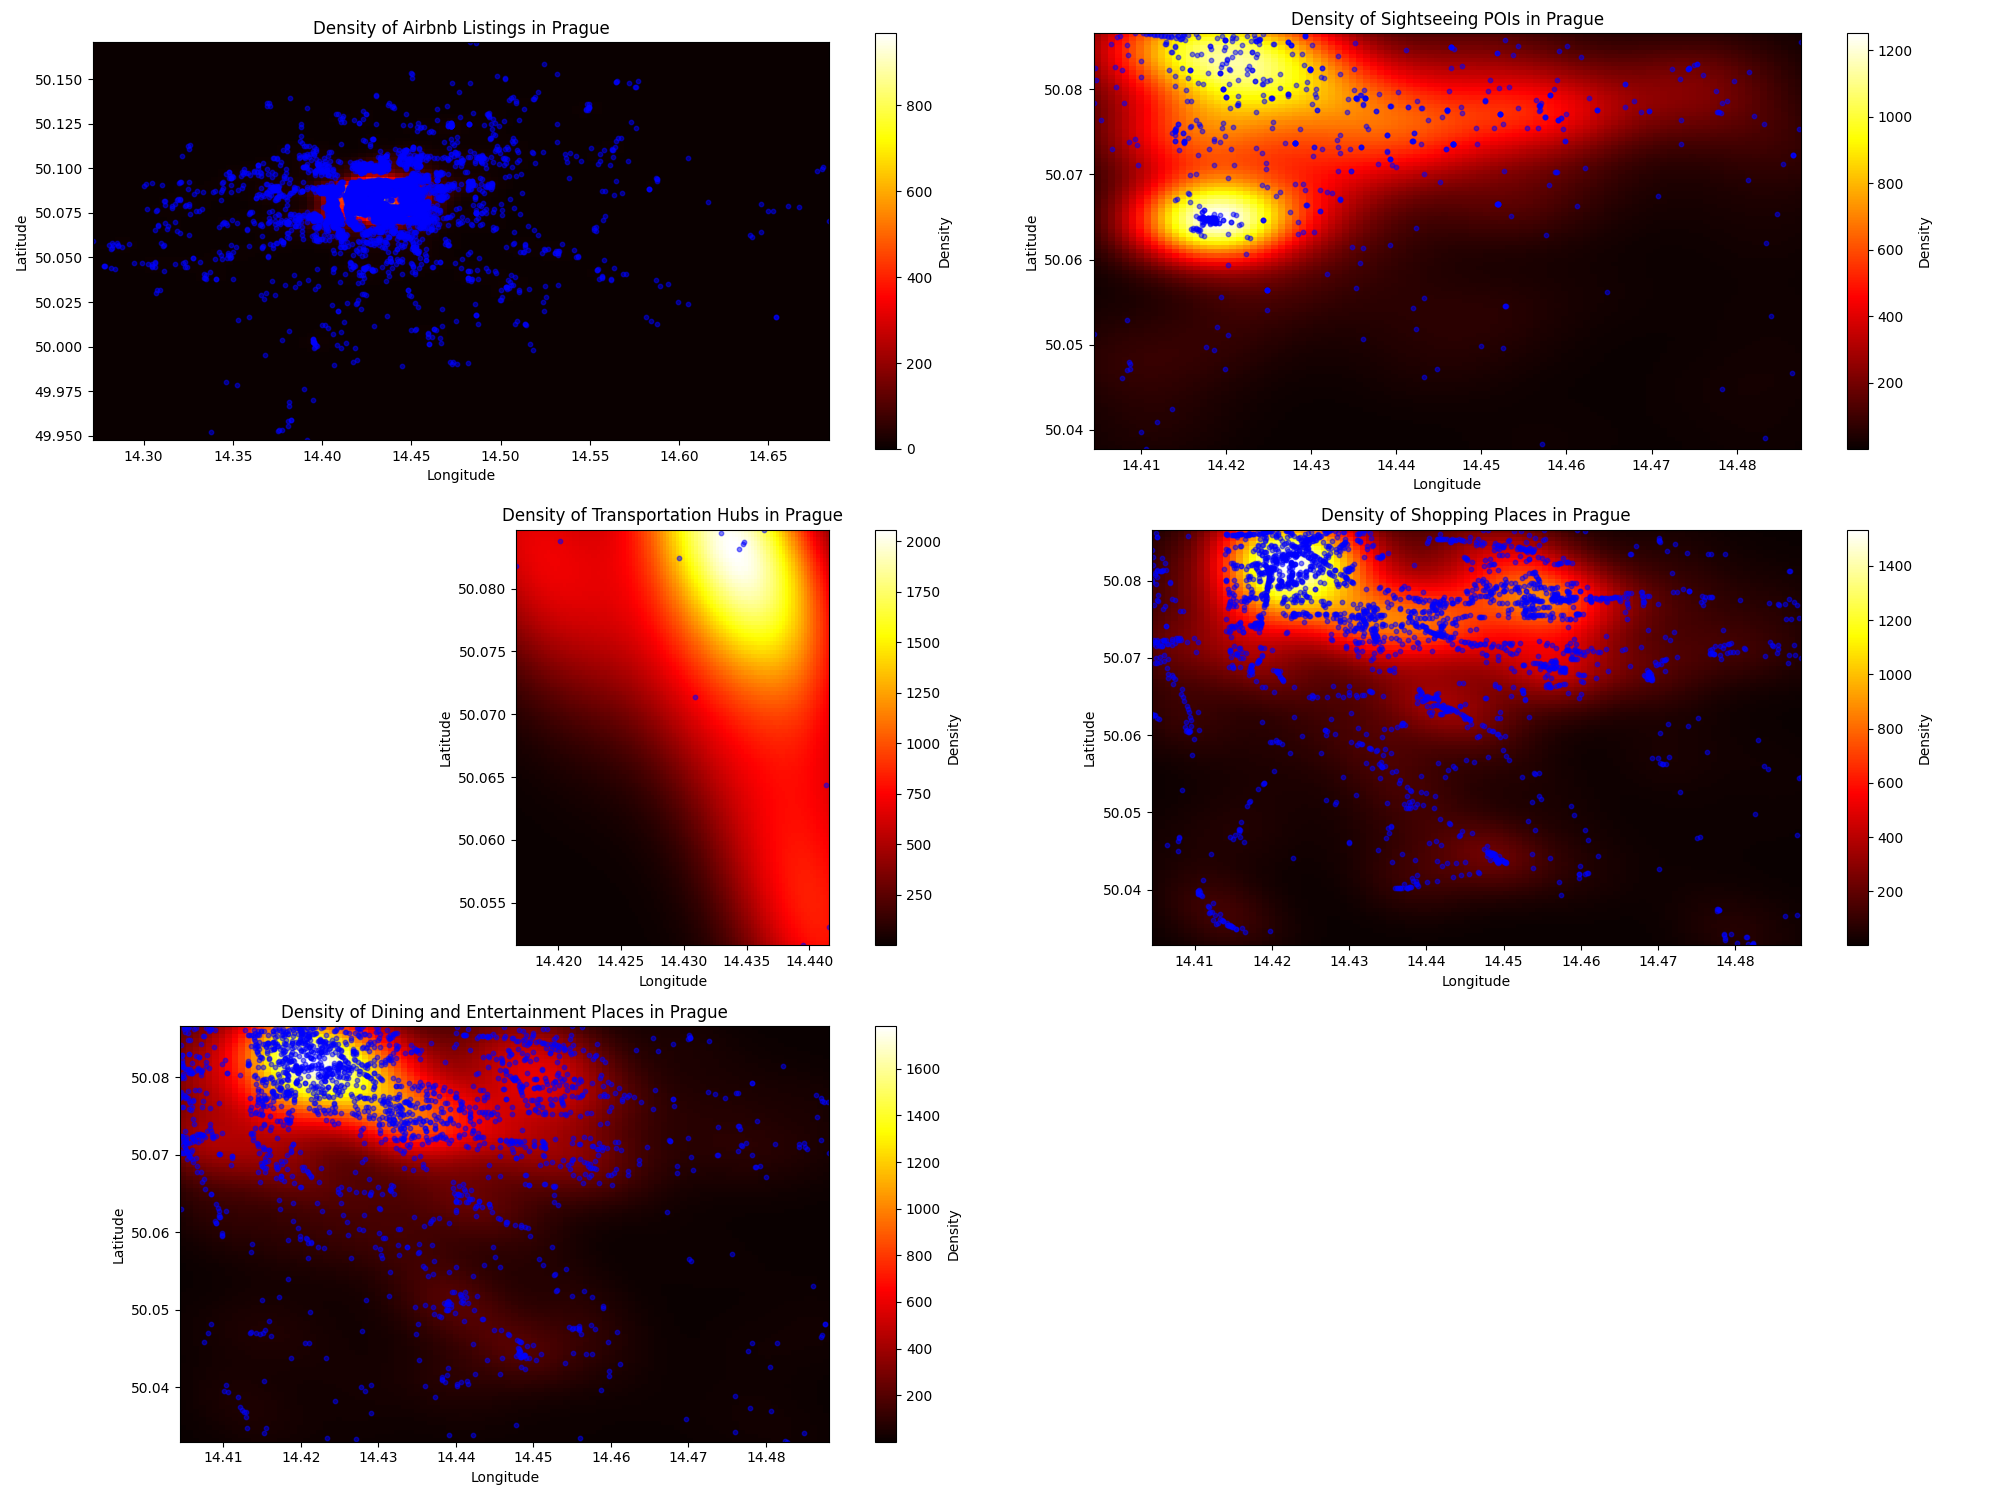 Density of Airbnb Listings in Prague
50.150
50.125
50.100
50.075
50.050
50.025
50.000
49.975
49.950
Latitude
14.30 14.35 14.40 14.45 14.50 14.55 14.60 14.65
Longitude
800
600
400
200
0
Density
Density of Sightseeing POIs in Prague
50.08
50.07
50.06
50.05
50.04
Latitude
14.41 14.42 14.43 14.44 14.45 14.46 14.47 14.48
Longitude
1200
1000
800
600
400
200
Density
Density of Transportation Hubs in Prague
50.080
50.075
50.070
50.065
50.060
50.055
Latitude
14.420 14.425 14.430 14.435 14.440
Longitude
2000
1750
1500
1250
1000
750
500
250
Density
Density of Shopping Places in Prague
50.08
50.07
50.06
50.05
50.04
Latitude
14.41 14.42 14.43 14.44 14.45 14.46 14.47 14.48
Longitude
1400
1200
1000
800
600
400
200
Density
Density of Dining and Entertainment Places in Prague
50.08
50.07
50.06
50.05
50.04
Latitude
14.41 14.42 14.43 14.44 14.45 14.46 14.47 14.48
Longitude
1600
1400
1200
1000
800
600
400
200
Density